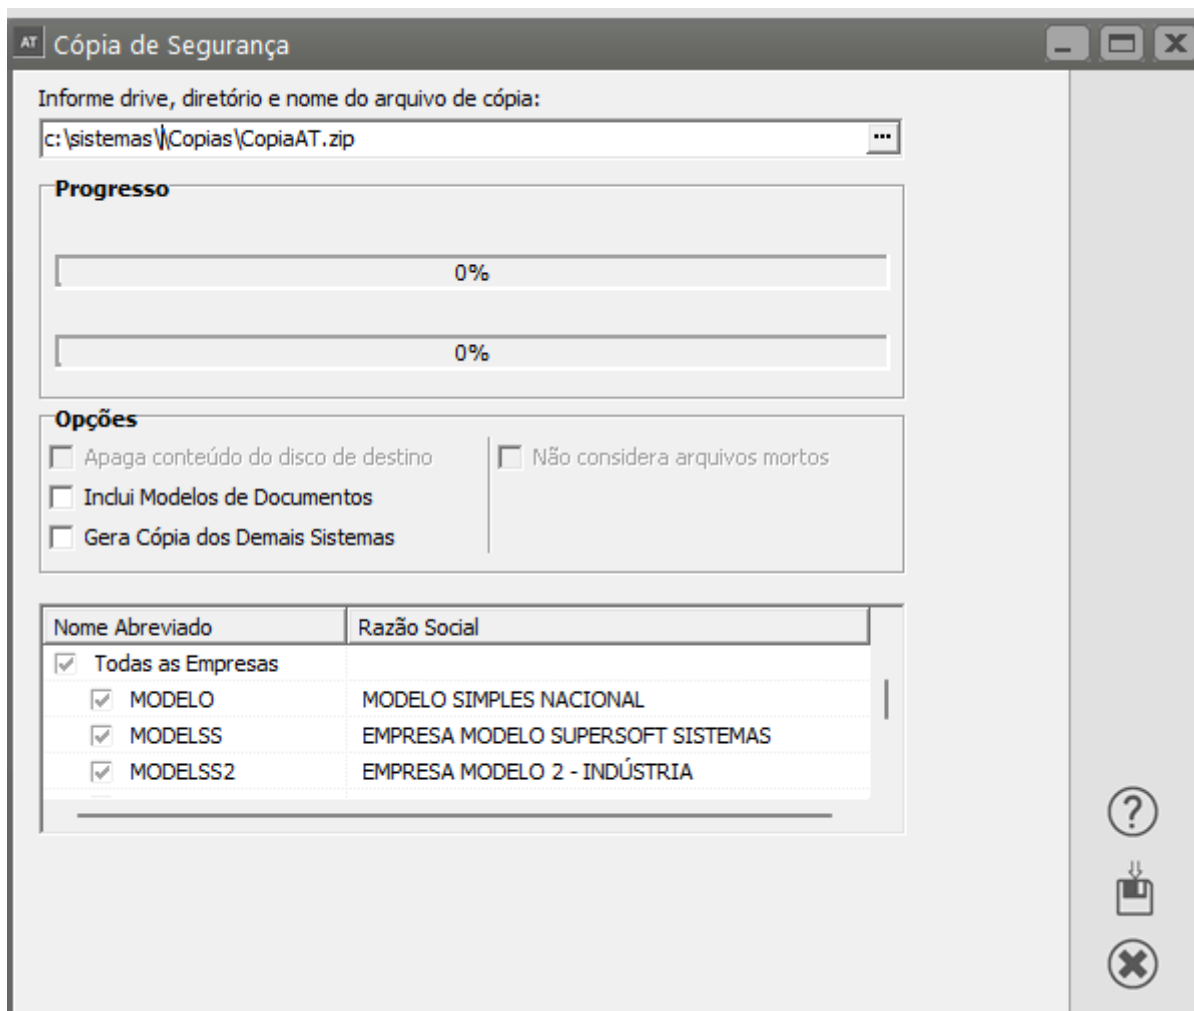 AT Cópia de Segurança
Informe drive, diretório e nome do arquivo de cópia:
c:\sistemas\\Copias\CopiaAT.zip ...
Progresso
0%
0%
Opções
Apaga conteúdo do disco de destino Não considera arquivos mortos
Inclui Modelos de Documentos
Gera Cópia dos Demais Sistemas
Nome Abreviado Razão Social
Todas as Empresas
MODELO MODELO SIMPLES NACIONAL
MODELSS EMPRESA MODELO SUPERSOFT SISTEMAS
MODELSS2 EMPRESA MODELO 2 - INDÚSTRIA
?